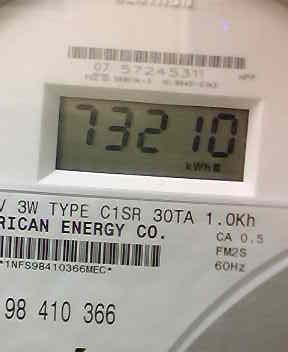 07 57245311
73210
kWh
V 3W TYPE C1SR 30TA 1.0Kh
RICAN ENERGY CO.
CA 0.5
FM2S
*1NFS98410366MEC*
60Hz
98 410 366